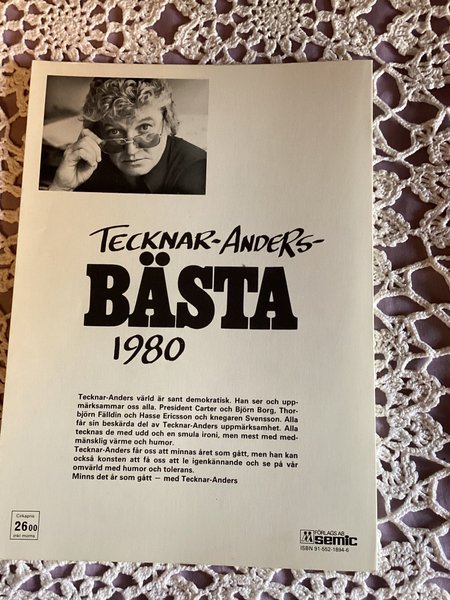 TECKNAR-ANDERS-
BÄSTA
1980
Tecknar-Anders värld är sant demokratisk. Han ser och upp-
märksammar oss alla. President Carter och Björn Borg, Thor-
björn Fälldin och Hasse Ericsson och knegaren Svensson. Alla
får sin beskärda del av Tecknar-Anders uppmärksamhet. Alla
tecknas de med udd och en smula ironi, men mest med med-
mänsklig värme och humor.
Tecknar-Anders får oss att minnas året som gått, men han kan
också konsten att få oss att le igenkännande och se på vår
omvärld med humor och tolerans.
Minns det år som gått – med Tecknar-Anders
Cirkapris
26 00
inkl moms
FÖRLAGS AB
semic
ISBN 91-552-1894-6